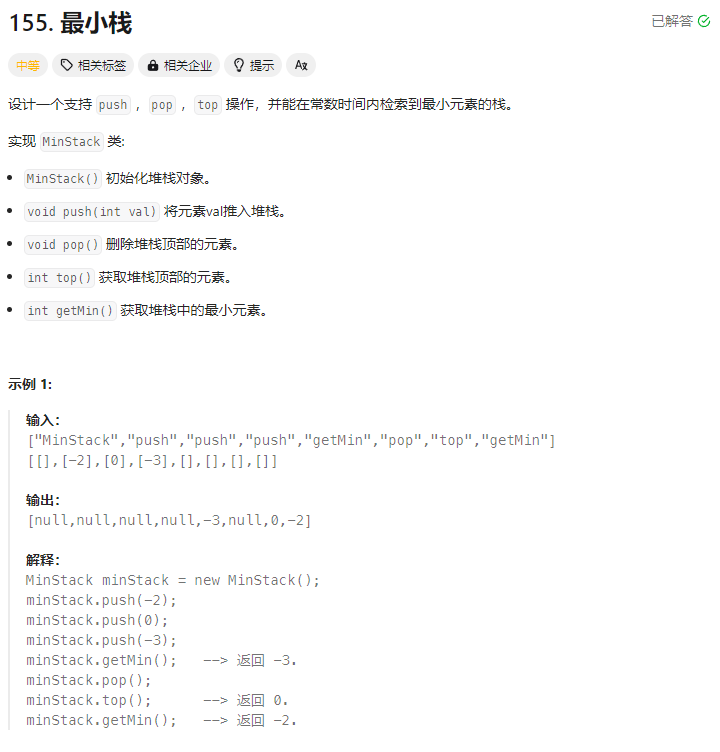 155. 最小栈
已解答
中等 相关标签 相关企业 提示 Aあ
设计一个支持 push ，pop ，top 操作，并能在常数时间内检索到最小元素的栈。
实现 MinStack 类:
MinStack() 初始化堆栈对象。
void push(int val) 将元素val推入堆栈。
void pop() 删除堆栈顶部的元素。
int top() 获取堆栈顶部的元素。
int getMin() 获取堆栈中的最小元素。
示例 1:
输入：
["MinStack","push","push","push","getMin","pop","top","getMin"]
[[],[-2],[0],[-3],[],[],[],[]]
输出：
[null,null,null,null,-3,null,0,-2]
解释：
MinStack minStack = new MinStack();
minStack.push(-2);
minStack.push(0);
minStack.push(-3);
minStack.getMin();   --> 返回 -3.
minStack.pop();
minStack.top();      --> 返回 0.
minStack.getMin();   --> 返回 -2.